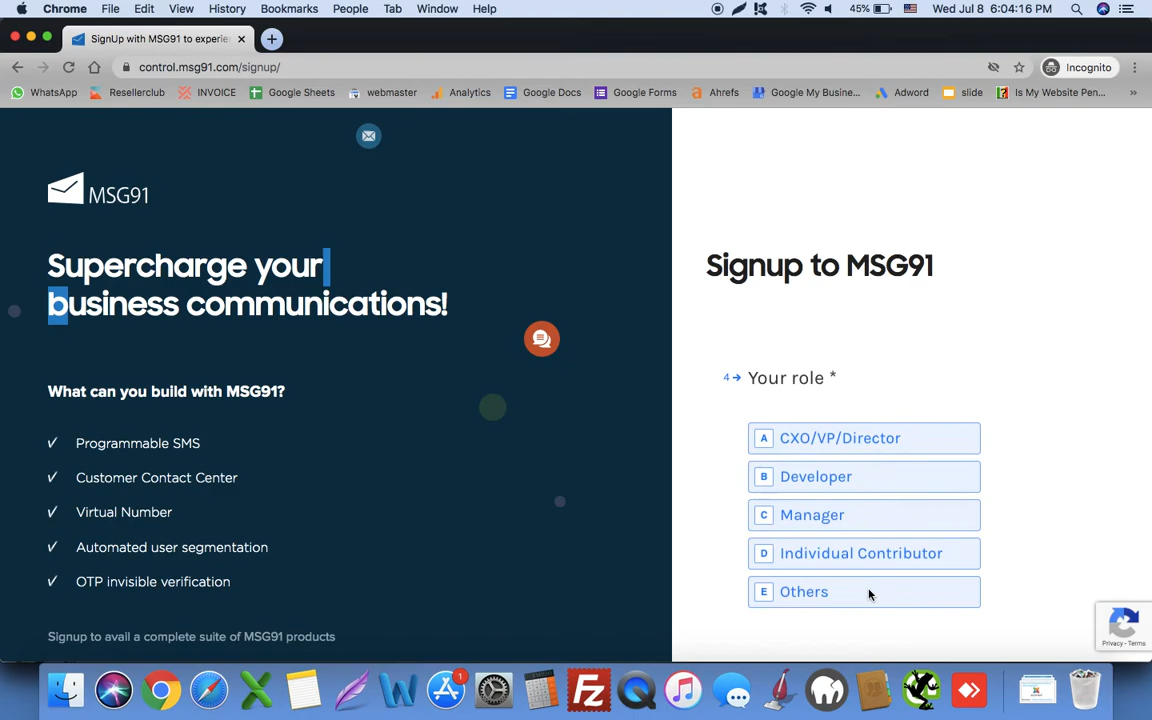 Chrome File Edit View History Bookmarks People Tab Window Help 45% Wed Jul 8 6:04:16 PM
SignUp with MSG91 to experie
control.msg91.com/signup/ Incognito
WhatsApp Resellerclub INVOICE Google Sheets webmaster Analytics Google Docs Google Forms Ahrefs Google My Busine... Adword slide Is My Website Pen... »
MSG91
Supercharge your
business communications!
What can you build with MSG91?
✓ Programmable SMS
✓ Customer Contact Center
✓ Virtual Number
✓ Automated user segmentation
✓ OTP invisible verification
Signup to avail a complete suite of MSG91 products
Signup to MSG91
4→ Your role *
A CXO/VP/Director
B Developer
C Manager
D Individual Contributor
E Others
Privacy - Terms
1